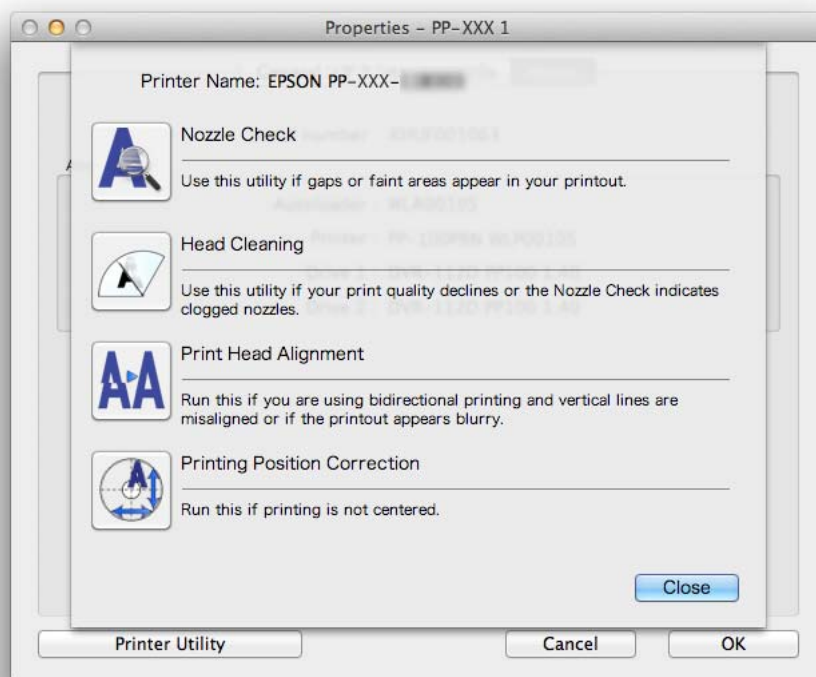 Properties – PP-XXX 1
Printer Name: EPSON PP-XXX-
Nozzle Check
Use this utility if gaps or faint areas appear in your printout.
Head Cleaning
Use this utility if your print quality declines or the Nozzle Check indicates
clogged nozzles.
Print Head Alignment
Run this if you are using bidirectional printing and vertical lines are
misaligned or if the printout appears blurry.
Printing Position Correction
Run this if printing is not centered.
Close
Printer Utility
Cancel
OK